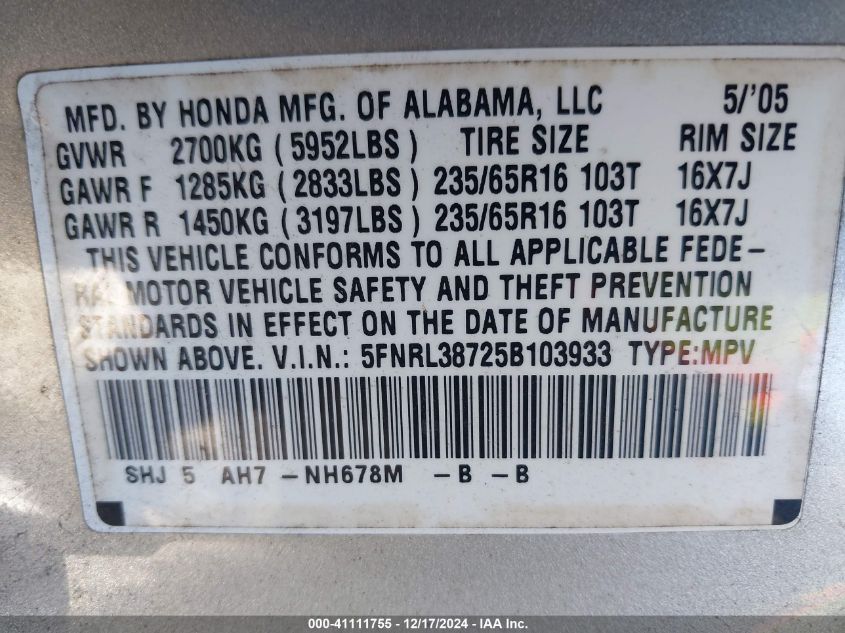 MFD. BY HONDA MFG. OF ALABAMA, LLC 5/'05
GVWR 2700KG (5952LBS) TIRE SIZE RIM SIZE
GAWR F 1285KG (2833LBS) 235/65R16 103T 16X7J
GAWR R 1450KG (3197LBS) 235/65R16 103T 16X7J
THIS VEHICLE CONFORMS TO ALL APPLICABLE FEDE-
RAL MOTOR VEHICLE SAFETY AND THEFT PREVENTION
STANDARDS IN EFFECT ON THE DATE OF MANUFACTURE
SHOWN ABOVE. V.I.N.: 5FNRL38725B103933 TYPE:MPV
SHJ 5 AH7 -NH678M -B -B
000-41111755 - 12/17/2024 - IAA Inc.